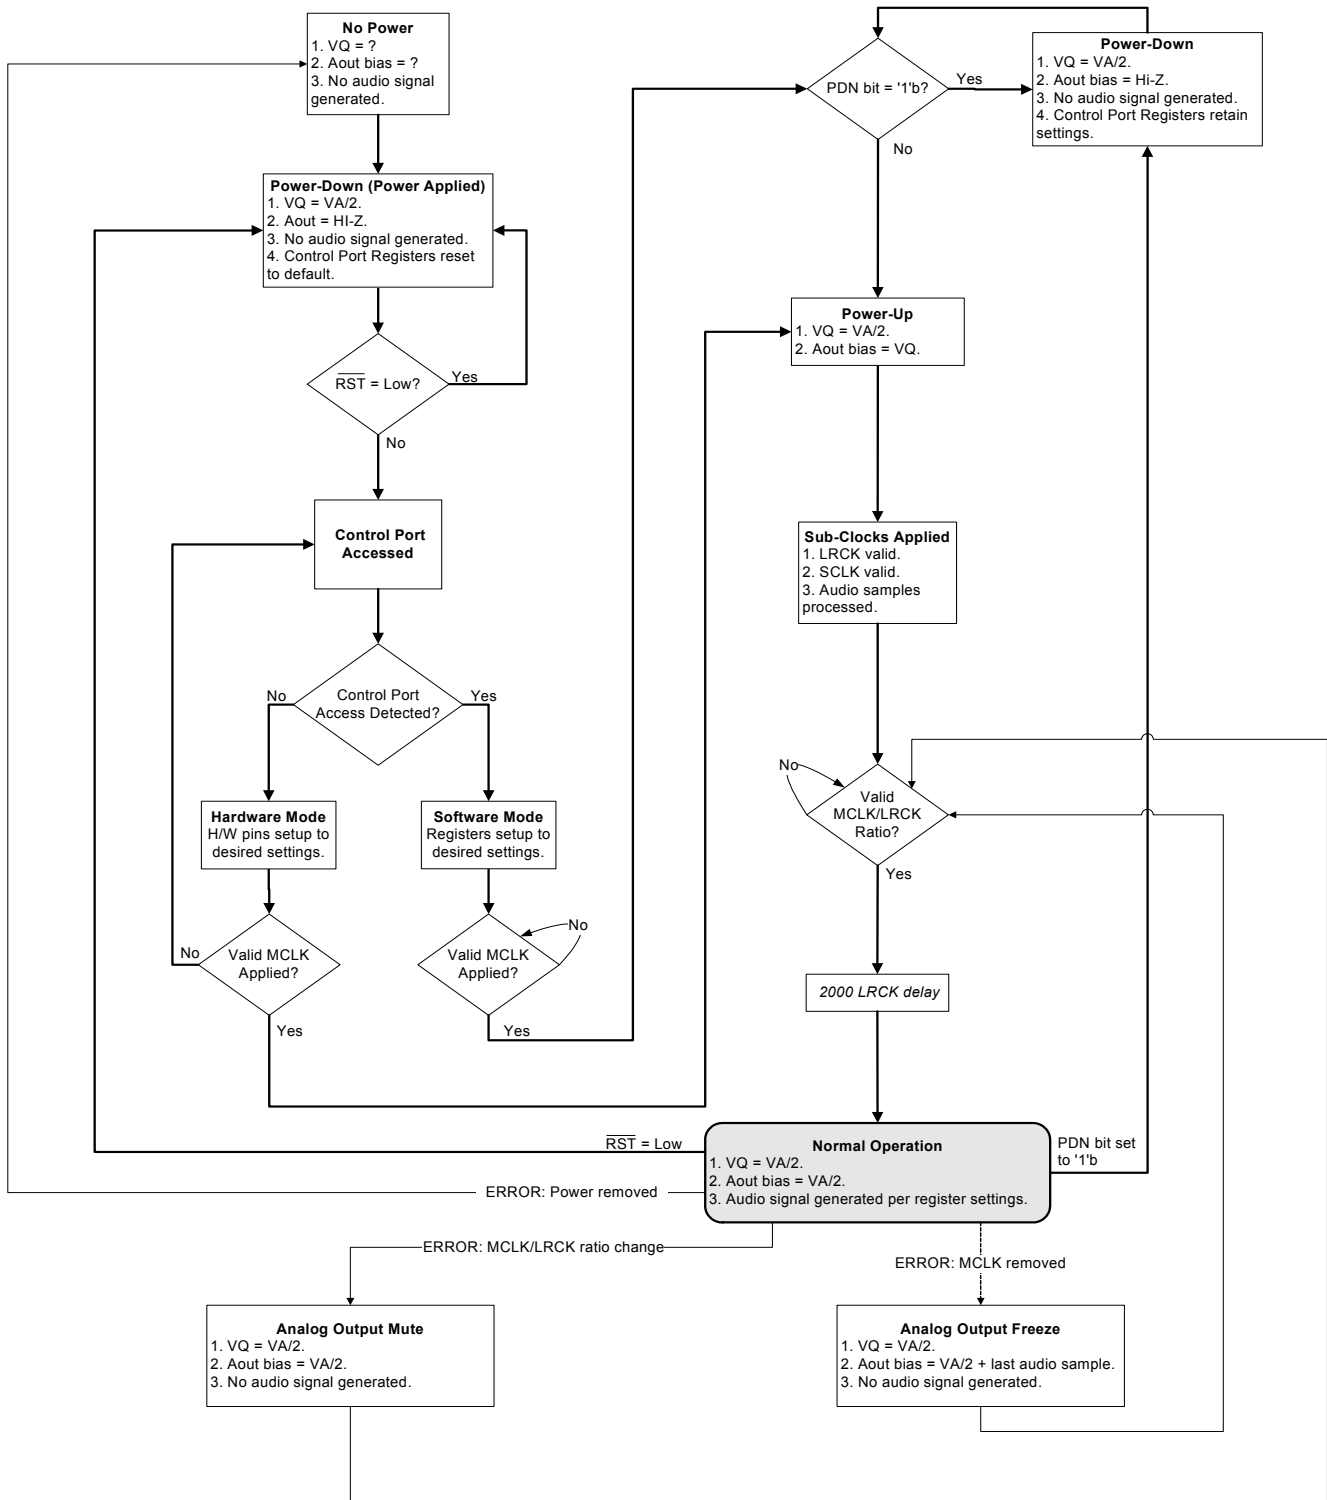 No Power
1. VQ = ?
2. Aout bias = ?
3. No audio signal
generated.
Power-Down (Power Applied)
1. VQ = VA/2.
2. Aout = HI-Z.
3. No audio signal generated.
4. Control Port Registers reset
to default.
RST = Low?
Yes
No
Control Port
Accessed
Control Port
Access Detected?
No
Yes
Hardware Mode
H/W pins setup to
desired settings.
Software Mode
Registers setup to
desired settings.
Valid MCLK
Applied?
No
Yes
Valid MCLK
Applied?
No
Yes
PDN bit = '1'b?
Yes
No
Power-Down
1. VQ = VA/2.
2. Aout bias = Hi-Z.
3. No audio signal generated.
4. Control Port Registers retain
settings.
Power-Up
1. VQ = VA/2.
2. Aout bias = VQ.
Sub-Clocks Applied
1. LRCK valid.
2. SCLK valid.
3. Audio samples
processed.
No
Valid
MCLK/LRCK
Ratio?
Yes
2000 LRCK delay
Normal Operation
1. VQ = VA/2.
2. Aout bias = VA/2.
3. Audio signal generated per register settings.
RST = Low
PDN bit set
to '1'b
ERROR: Power removed
ERROR: MCLK/LRCK ratio change
ERROR: MCLK removed
Analog Output Mute
1. VQ = VA/2.
2. Aout bias = VA/2.
3. No audio signal generated.
Analog Output Freeze
1. VQ = VA/2.
2. Aout bias = VA/2 + last audio sample.
3. No audio signal generated.